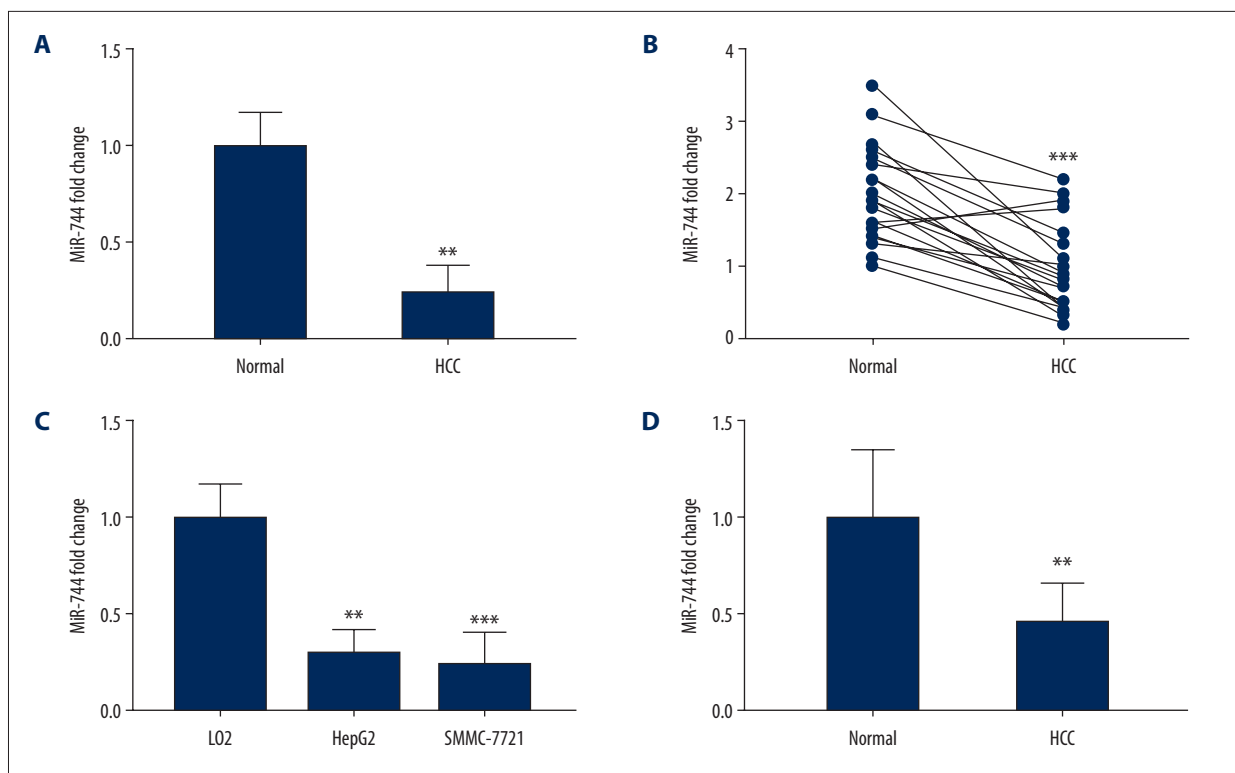 A
MiR-744 fold change
1.5
1.0
0.5
0.0
**
Normal
HCC
B
MiR-744 fold change
4
3
2
1
0
***
Normal
HCC
C
MiR-744 fold change
1.5
1.0
0.5
0.0
**
***
L02
HepG2
SMMC-7721
D
MiR-744 fold change
1.5
1.0
0.5
0.0
**
Normal
HCC